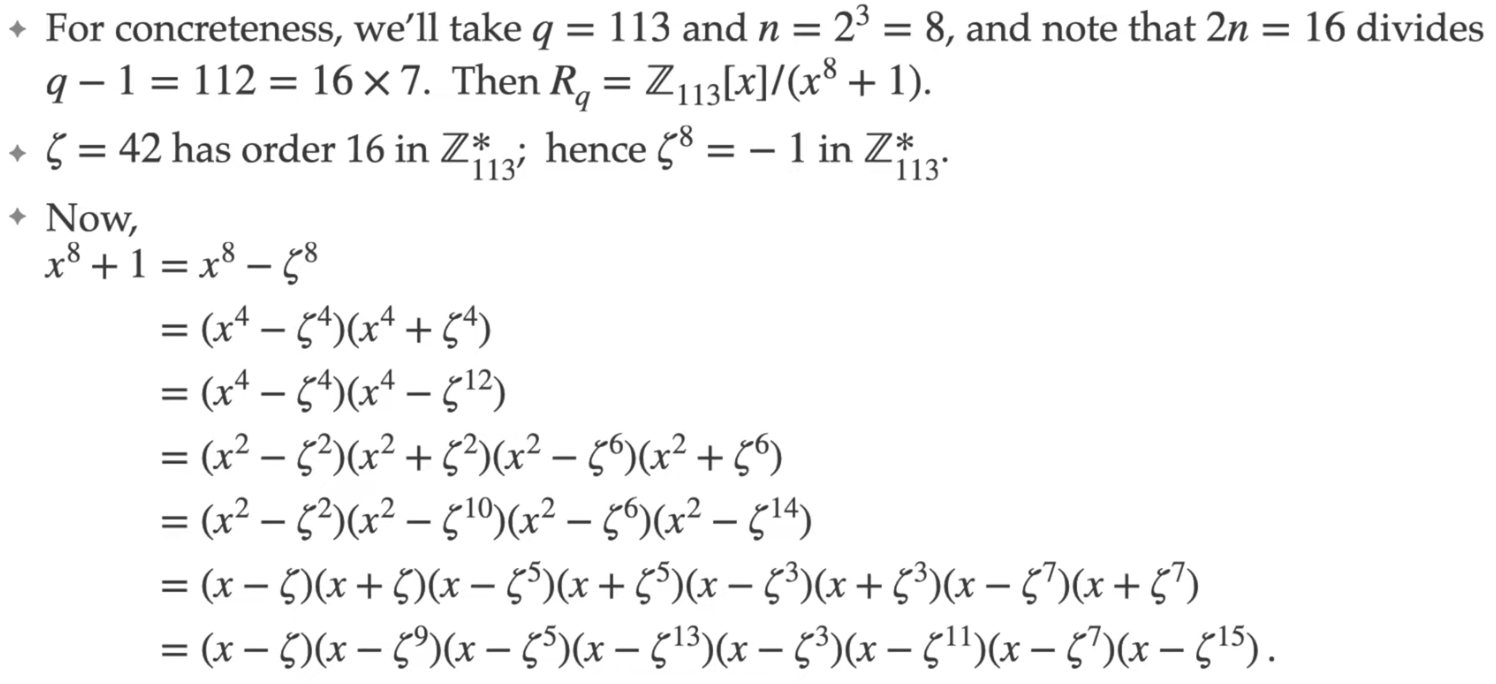 ✦ For concreteness, we'll take q = 113 and n = 2³ = 8, and note that 2n = 16 divides
q − 1 = 112 = 16 × 7. Then R_q = ℤ₁₁₃[x]/(x⁸ + 1).
✦ ζ = 42 has order 16 in ℤ*₁₁₃; hence ζ⁸ = − 1 in ℤ*₁₁₃.
✦ Now,
x⁸ + 1 = x⁸ − ζ⁸
= (x⁴ − ζ⁴)(x⁴ + ζ⁴)
= (x⁴ − ζ⁴)(x⁴ − ζ¹²)
= (x² − ζ²)(x² + ζ²)(x² − ζ⁶)(x² + ζ⁶)
= (x² − ζ²)(x² − ζ¹⁰)(x² − ζ⁶)(x² − ζ¹⁴)
= (x − ζ)(x + ζ)(x − ζ⁵)(x + ζ⁵)(x − ζ³)(x + ζ³)(x − ζ⁷)(x + ζ⁷)
= (x − ζ)(x − ζ⁹)(x − ζ⁵)(x − ζ¹³)(x − ζ³)(x − ζ¹¹)(x − ζ⁷)(x − ζ¹⁵).